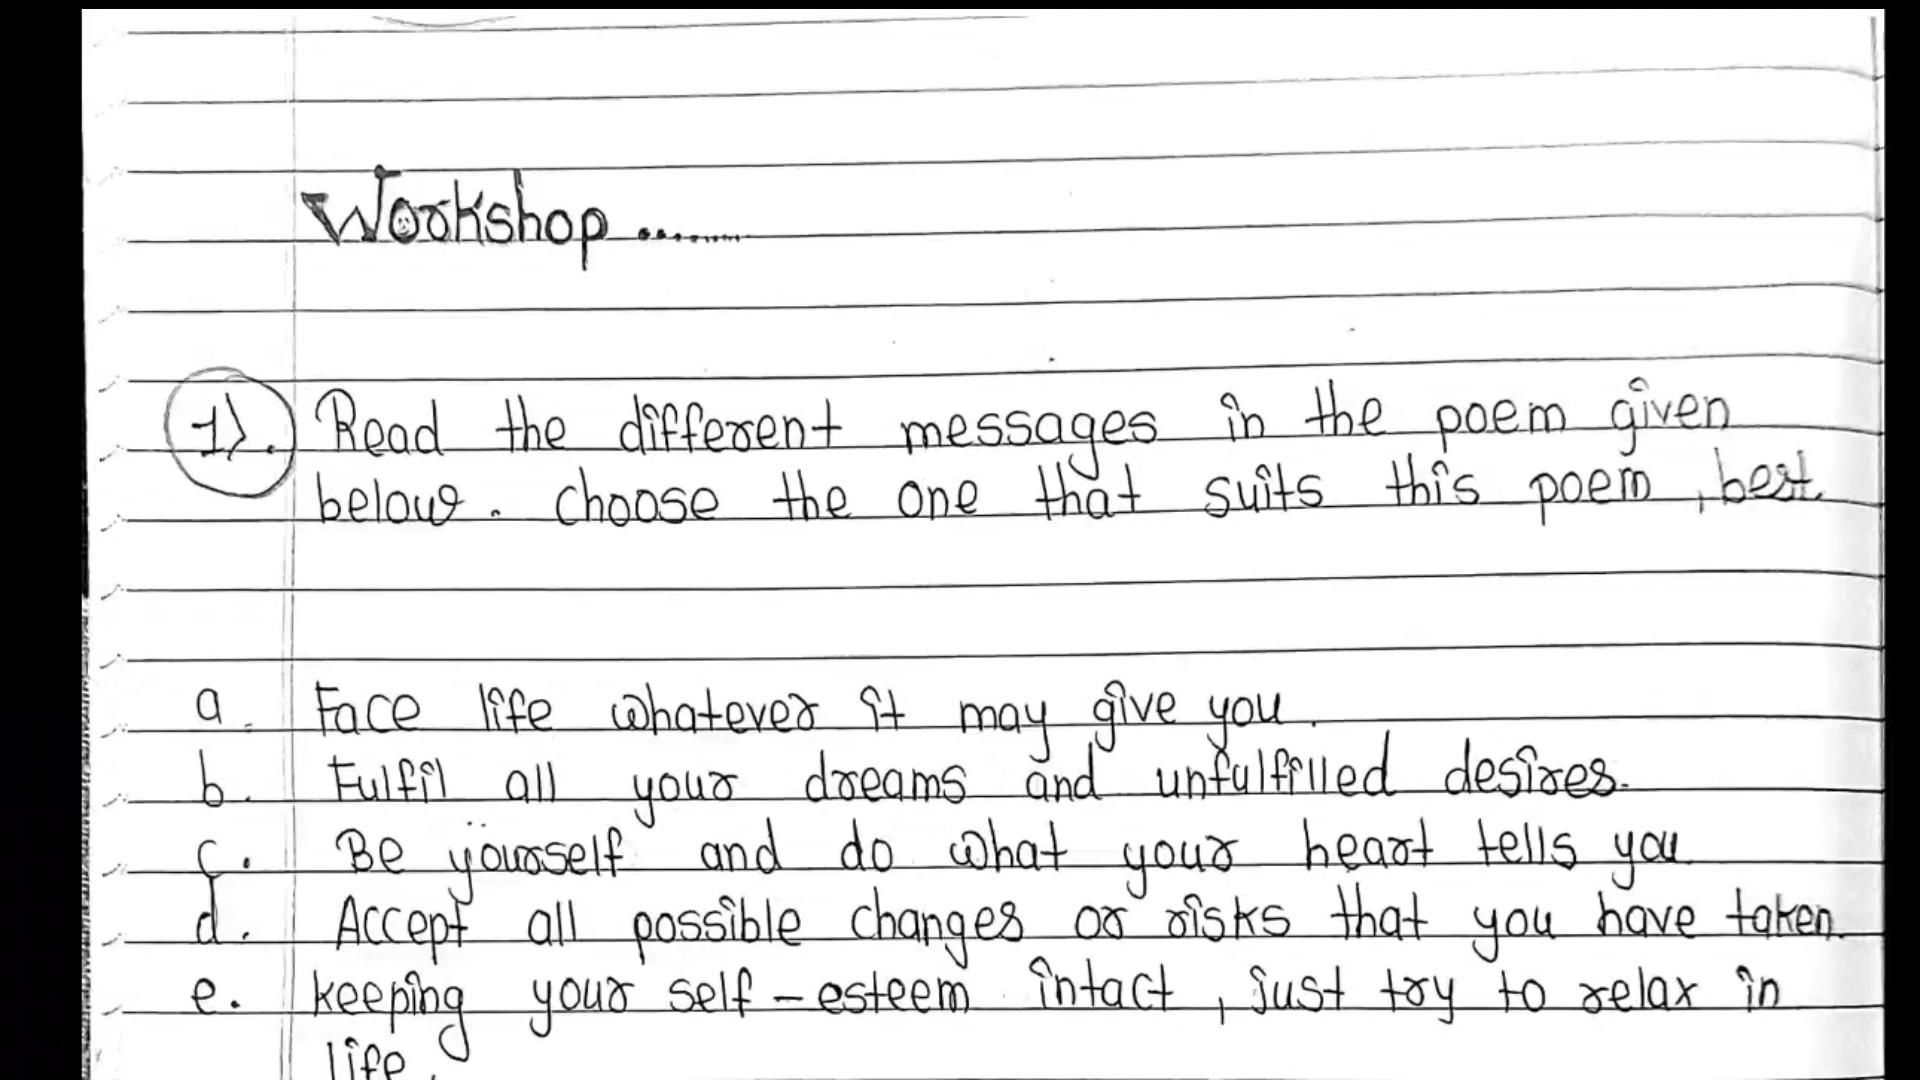 Workshop ........
1). Read the different messages in the poem given
below. choose the one that suits this poem, best.
a. Face life whatever it may give you.
b. Fulfil all your dreams and unfulfilled desires.
c. Be yourself and do what your heart tells you
d. Accept all possible changes or risks that you have taken.
e. keeping your self-esteem intact, just try to relax in
life.